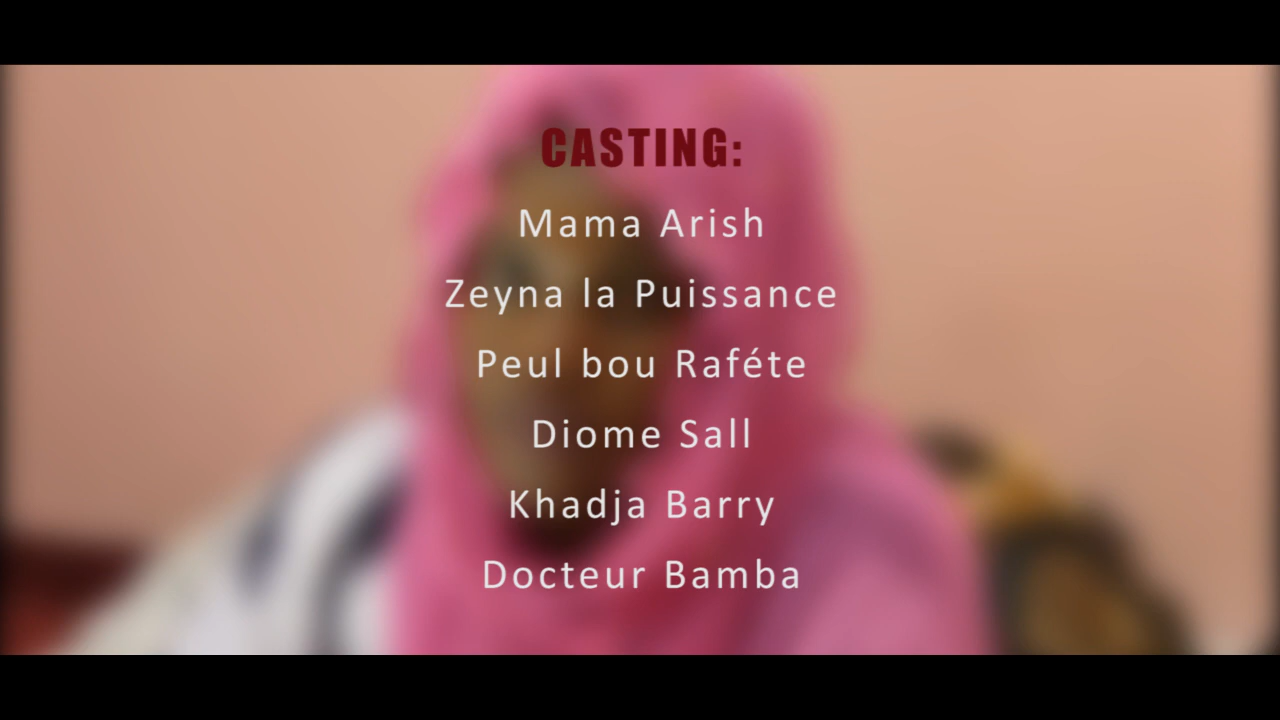 CASTING:
Mama Arish
Zeyna la Puissance
Peul bou Raféte
Diome Sall
Khadja Barry
Docteur Bamba